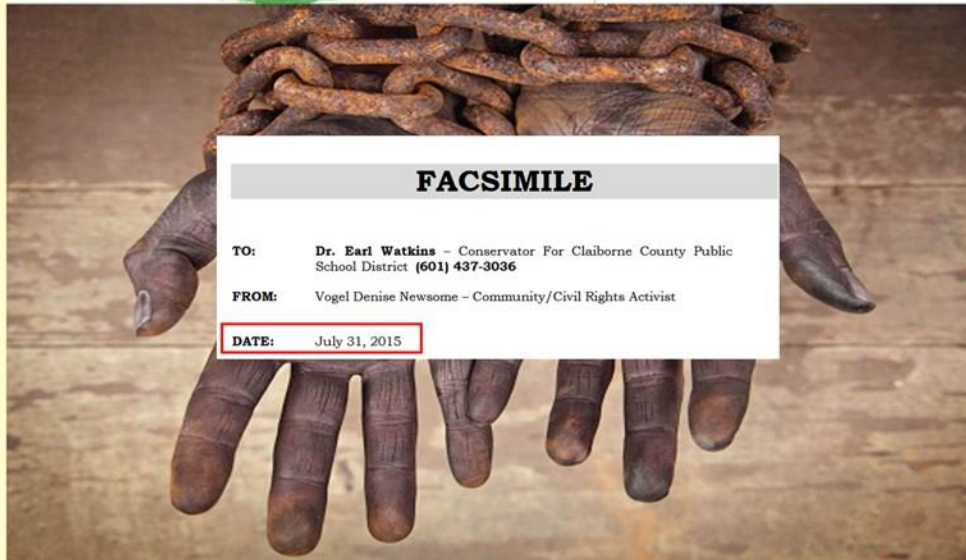 FACSIMILE
TO: Dr. Earl Watkins – Conservator For Claiborne County Public
School District (601) 437-3036
FROM: Vogel Denise Newsome – Community/Civil Rights Activist
DATE: July 31, 2015